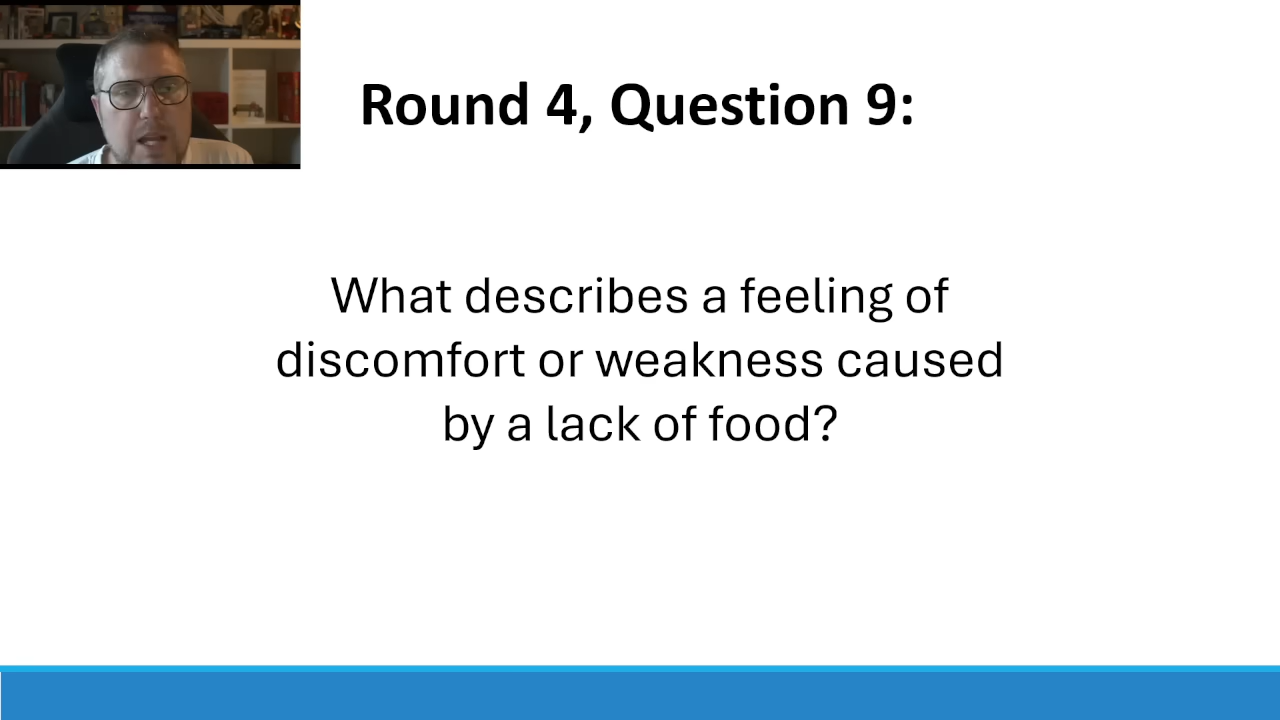 Round 4, Question 9:
What describes a feeling of
discomfort or weakness caused
by a lack of food?